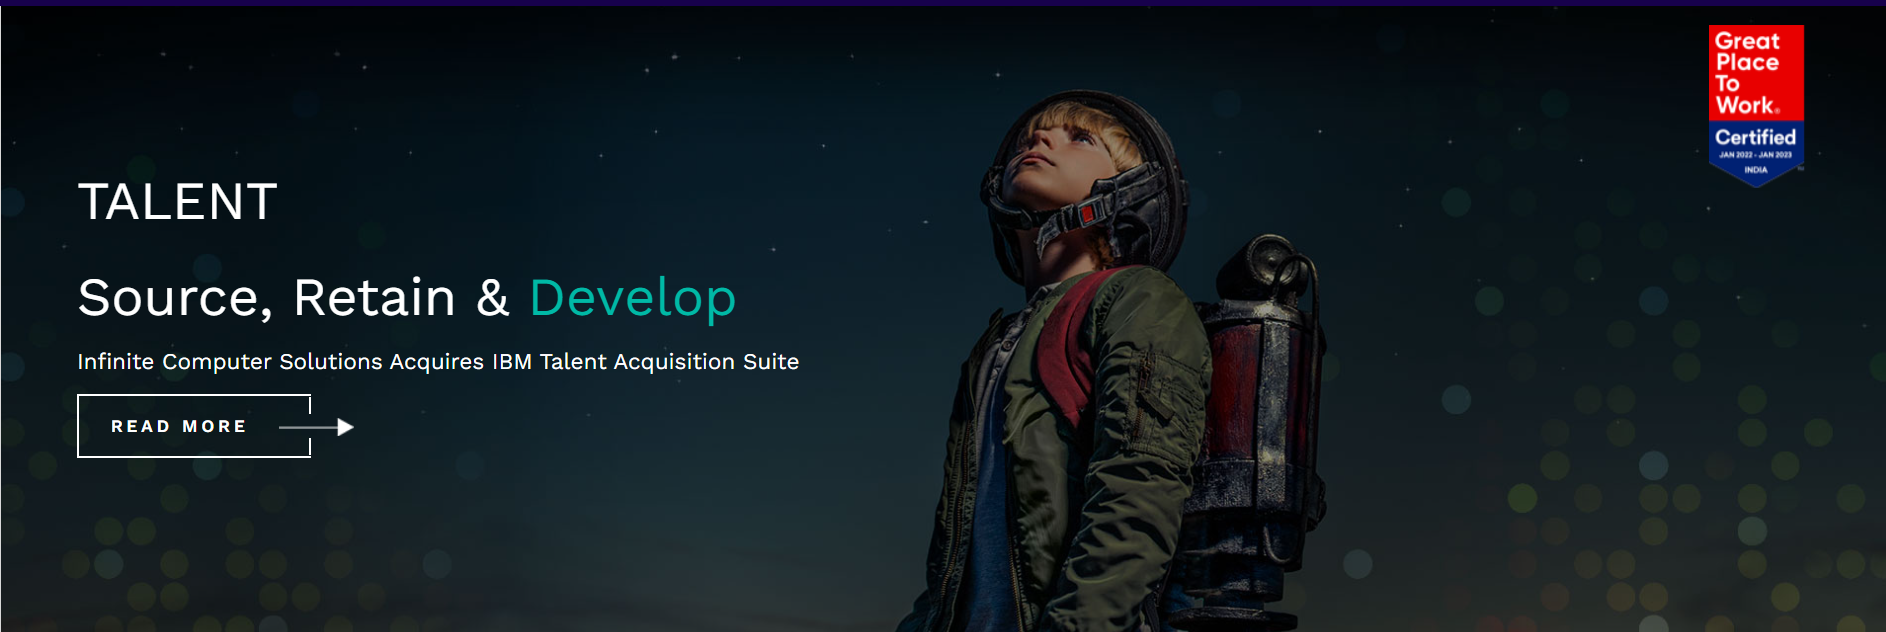 Great
Place
To
Work®
Certified
JAN 2022 - JAN 2023
INDIA
TALENT
Source, Retain & Develop
Infinite Computer Solutions Acquires IBM Talent Acquisition Suite
READ MORE